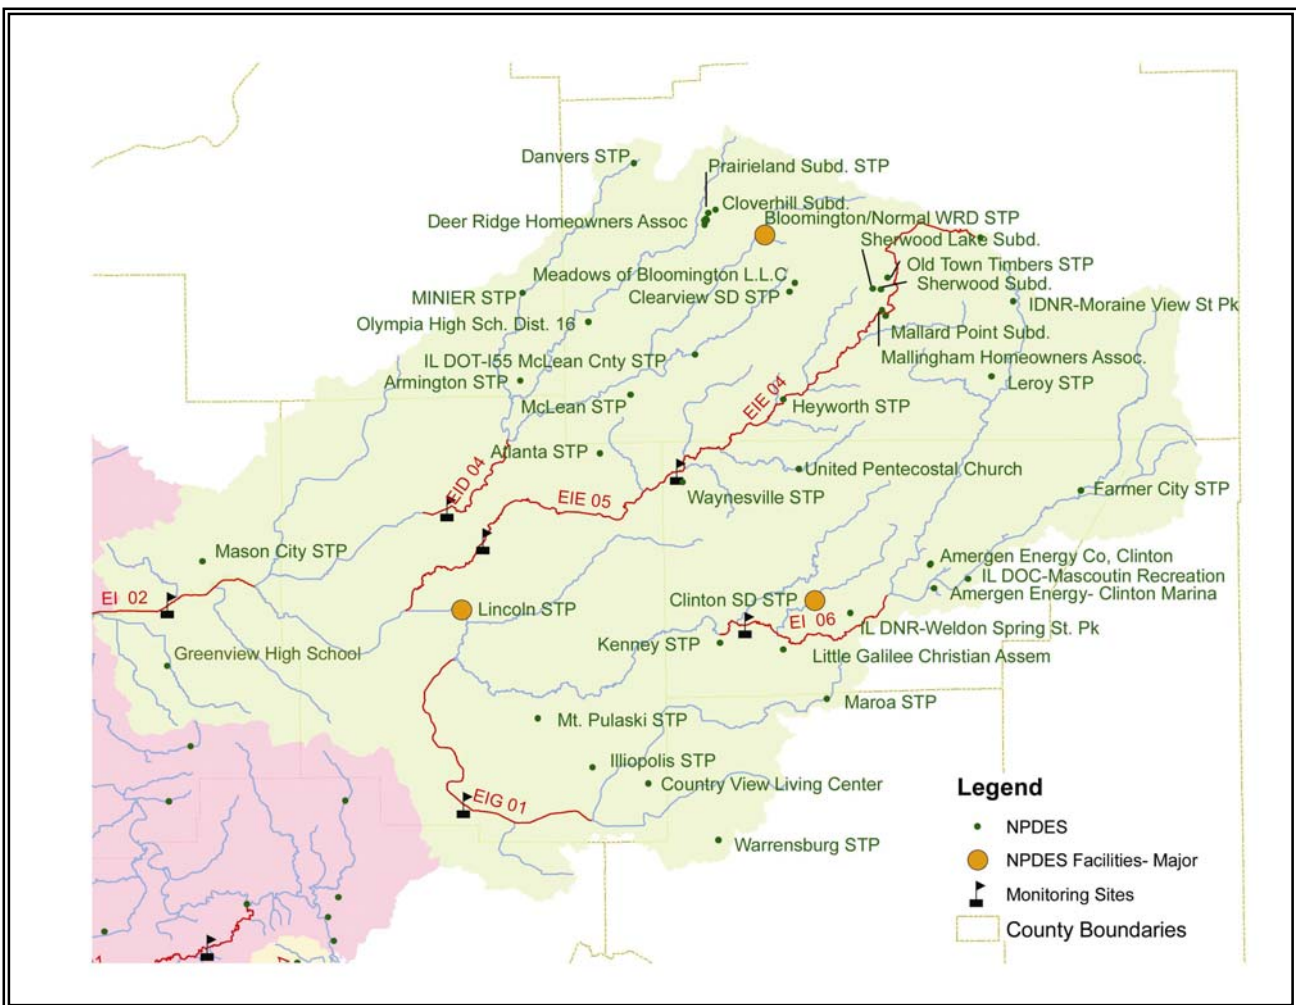 Danvers STP
Prairieland Subd. STP
Cloverhill Subd.
Deer Ridge Homeowners Assoc
Bloomington/Normal WRD STP
Sherwood Lake Subd.
Old Town Timbers STP
Meadows of Bloomington L.L.C
Sherwood Subd.
Clearview SD STP
MINIER STP
IDNR-Moraine View St Pk
Olympia High Sch. Dist. 16
Mallard Point Subd.
IL DOT-I55 McLean Cnty STP
Mallingham Homeowners Assoc.
Armington STP
Leroy STP
McLean STP
EIE 04
Heyworth STP
Atlanta STP
EID 04
United Pentecostal Church
EIE 05
Waynesville STP
Farmer City STP
Mason City STP
Amergen Energy Co, Clinton
IL DOC-Mascoutin Recreation
Amergen Energy- Clinton Marina
EI 02
Lincoln STP
Clinton SD STP
EI 06
IL DNR-Weldon Spring St. Pk
Kenney STP
Greenview High School
Little Galilee Christian Assem
Maroa STP
Mt. Pulaski STP
Illiopolis STP
Country View Living Center
EIG 01
Warrensburg STP
Legend
NPDES
NPDES Facilities- Major
Monitoring Sites
County Boundaries